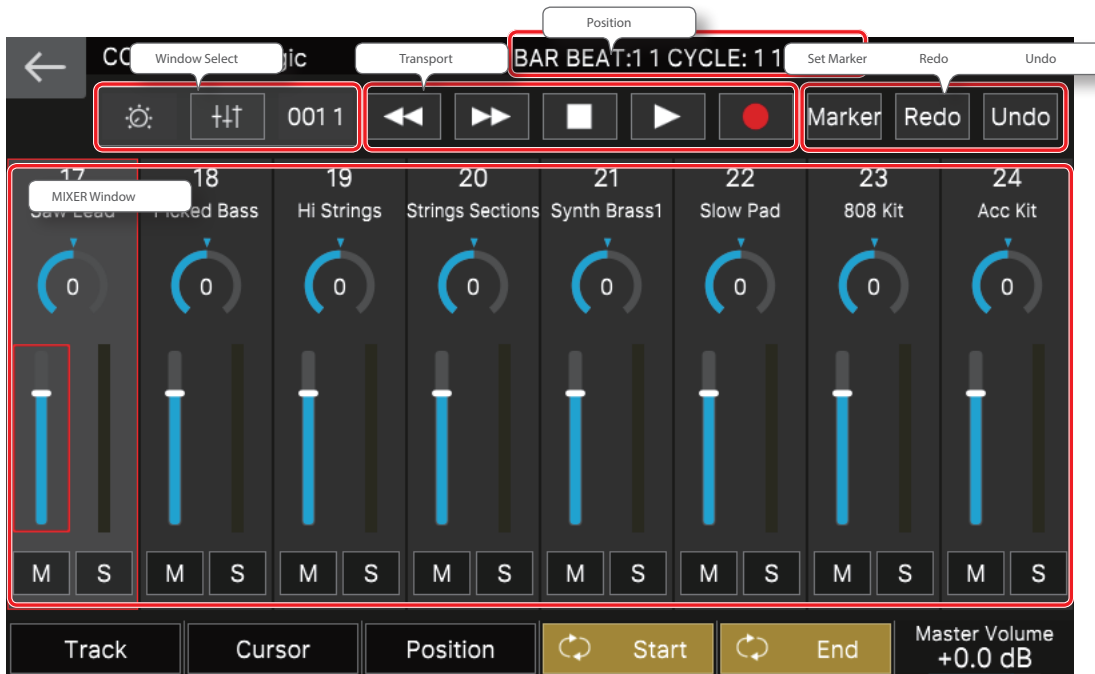 Position
Window Select
Transport
Set Marker Redo Undo
BAR BEAT:1 1 CYCLE: 1 1
001 1
Marker Redo Undo
MIXER Window
17 18 19 20 21 22 23 24
Saw Lead Picked Bass Hi Strings Strings Sections Synth Brass1 Slow Pad 808 Kit Acc Kit
0 0 0 0 0 0 0 0
M S M S M S M S M S M S M S M S
Track Cursor Position Start End Master Volume
+0.0 dB